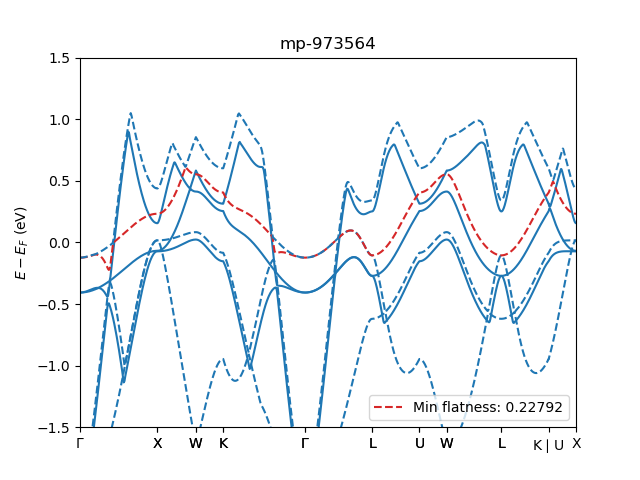 mp-973564
E − E_F (eV)
1.5
1.0
0.5
0.0
−0.5
−1.0
−1.5
Min flatness: 0.22792
Γ X W K Γ L U W L K | U X